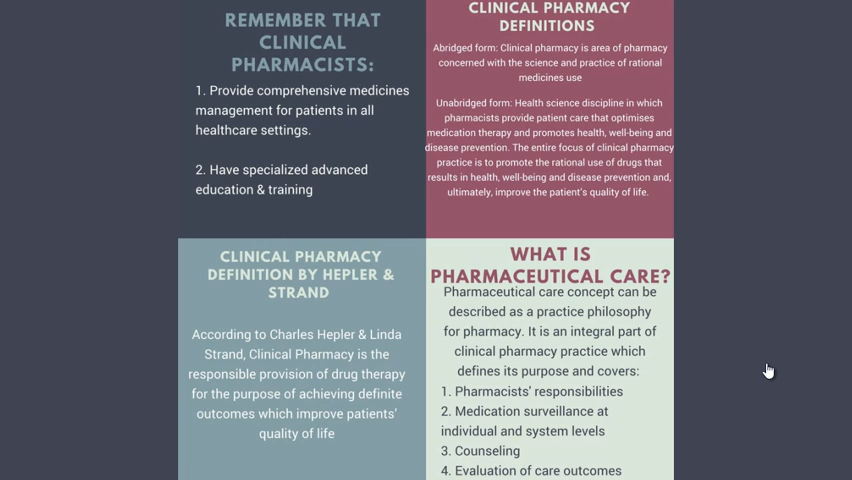 REMEMBER THAT
CLINICAL
PHARMACISTS:
1. Provide comprehensive medicines
management for patients in all
healthcare settings.
2. Have specialized advanced
education & training
CLINICAL PHARMACY
DEFINITIONS
Abridged form: Clinical pharmacy is area of pharmacy
concerned with the science and practice of rational
medicines use
Unabridged form: Health science discipline in which
pharmacists provide patient care that optimises
medication therapy and promotes health, well-being and
disease prevention. The entire focus of clinical pharmacy
practice is to promote the rational use of drugs that
results in health, well-being and disease prevention and,
ultimately, improve the patient's quality of life.
CLINICAL PHARMACY
DEFINITION BY HEPLER &
STRAND
According to Charles Hepler & Linda
Strand, Clinical Pharmacy is the
responsible provision of drug therapy
for the purpose of achieving definite
outcomes which improve patients'
quality of life
WHAT IS
PHARMACEUTICAL CARE?
Pharmaceutical care concept can be
described as a practice philosophy
for pharmacy. It is an integral part of
clinical pharmacy practice which
defines its purpose and covers:
1. Pharmacists' responsibilities
2. Medication surveillance at
individual and system levels
3. Counseling
4. Evaluation of care outcomes